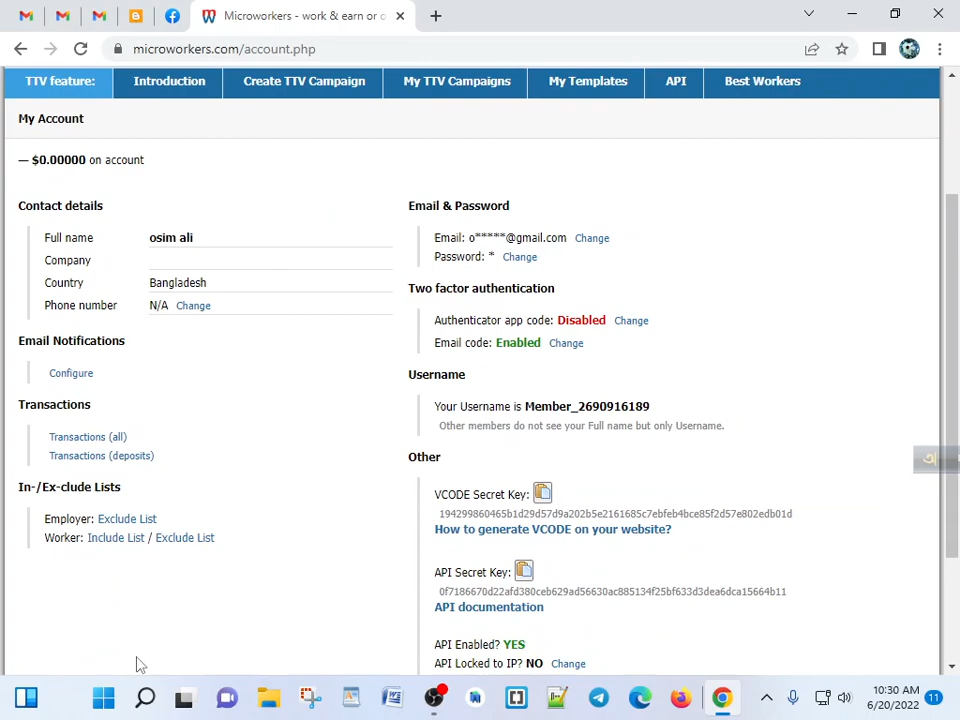 Microworkers - work & earn or o
microworkers.com/account.php
TTV feature: Introduction Create TTV Campaign My TTV Campaigns My Templates API Best Workers
My Account
— $0.00000 on account
Contact details
Full name osim ali
Company
Country Bangladesh
Phone number N/A Change
Email Notifications
Configure
Transactions
Transactions (all)
Transactions (deposits)
In-/Ex-clude Lists
Employer: Exclude List
Worker: Include List / Exclude List
Email & Password
Email: o*****@gmail.com Change
Password: * Change
Two factor authentication
Authenticator app code: Disabled Change
Email code: Enabled Change
Username
Your Username is Member_2690916189
Other members do not see your Full name but only Username.
Other
VCODE Secret Key:
194299860465b1d29d57d9a202b5e2161685c7ebfeb4bce85f2d57e802edb01d
How to generate VCODE on your website?
API Secret Key:
0f7186670d22afd380ceb629ad56630ac885134f25bf633d3dea6dca15664b11
API documentation
API Enabled? YES
API Locked to IP? NO Change
অ
10:30 AM
6/20/2022
11